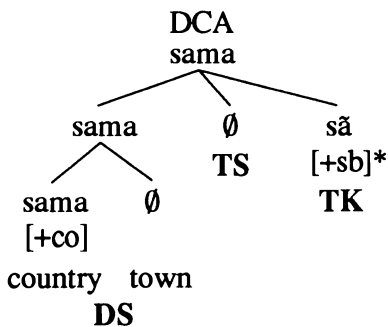 DCA
sama
sama Ø sã
TS [+sb]*
TK
sama Ø
[+co]
country town
DS